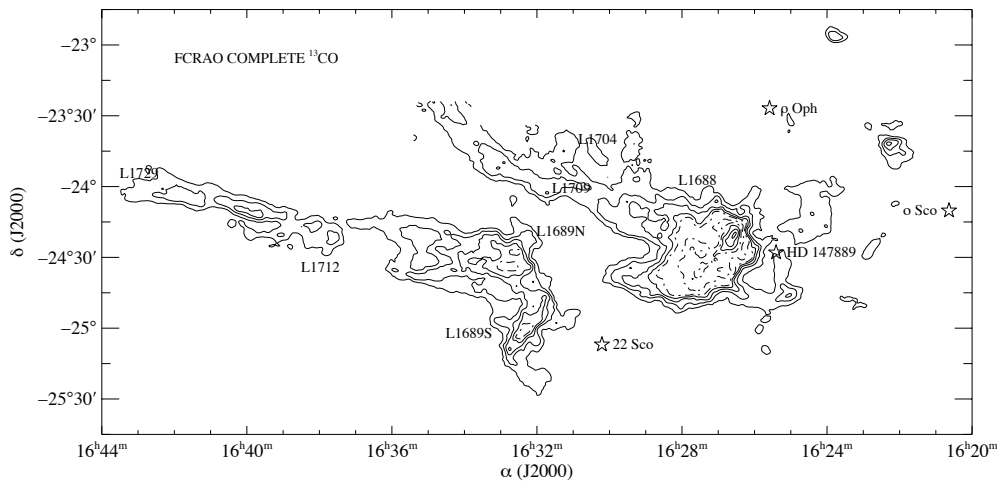 −23°
FCRAO COMPLETE ¹³CO
−23°30′
ρ Oph
L1704
L1729
−24°
L1709
L1688
ο Sco
L1689N
−24°30′
HD 147889
L1712
−25°
L1689S
22 Sco
−25°30′
16ʰ44ᵐ 16ʰ40ᵐ 16ʰ36ᵐ 16ʰ32ᵐ 16ʰ28ᵐ 16ʰ24ᵐ 16ʰ20ᵐ
α (J2000)
δ (J2000)